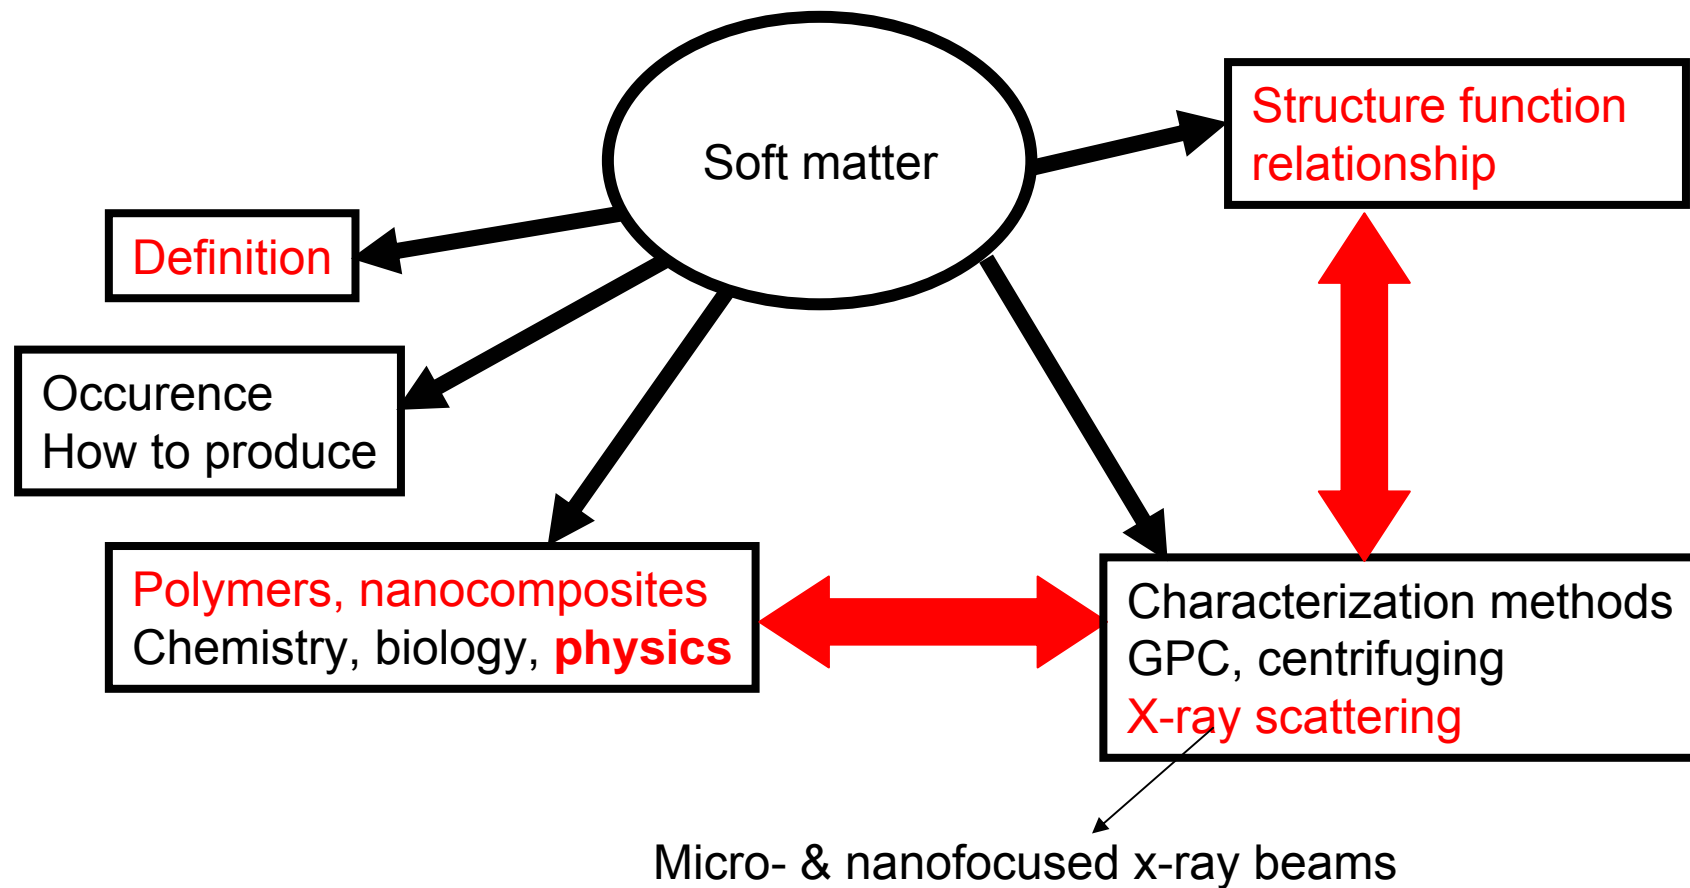 Soft matter
Structure function
relationship
Definition
Occurence
How to produce
Polymers, nanocomposites
Chemistry, biology, physics
Characterization methods
GPC, centrifuging
X-ray scattering
Micro- & nanofocused x-ray beams